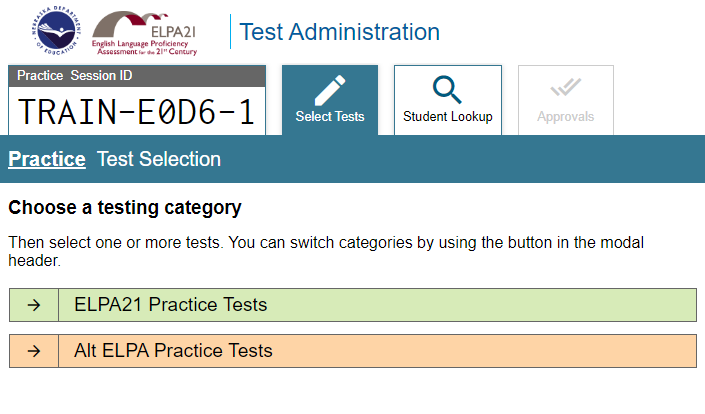 NEBRASKA DEPARTMENT
OF EDUCATION
ELPA21
English Language Proficiency
Assessment for the 21st Century
Test Administration
Practice Session ID
TRAIN-E0D6-1
Select Tests
Student Lookup
Approvals
Practice Test Selection
Choose a testing category
Then select one or more tests. You can switch categories by using the button in the modal
header.
→ ELPA21 Practice Tests
→ Alt ELPA Practice Tests